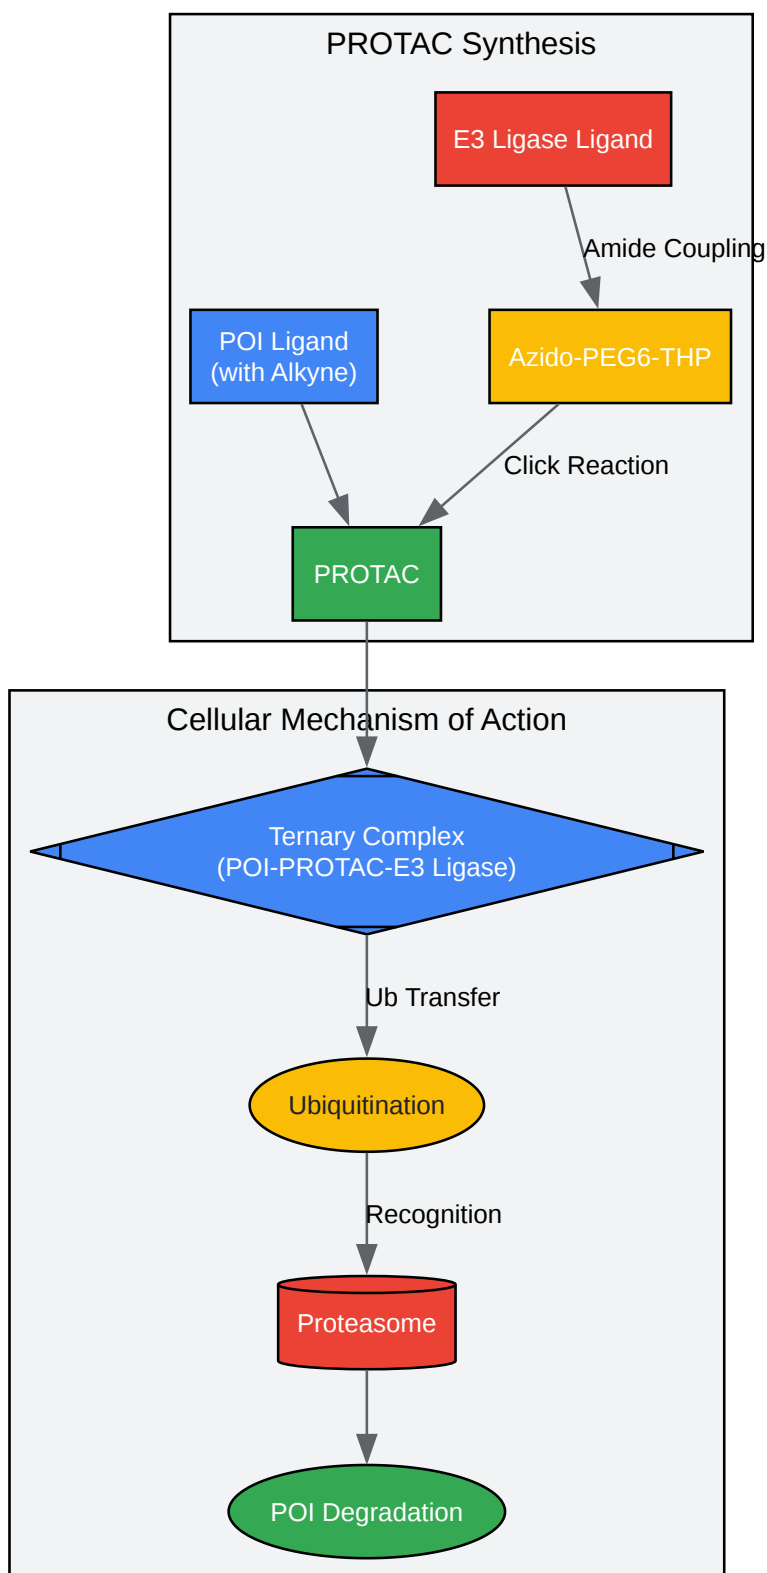 PROTAC Synthesis
E3 Ligase Ligand
Amide Coupling
POI Ligand
(with Alkyne)
Azido-PEG6-THP
Click Reaction
PROTAC
Cellular Mechanism of Action
Ternary Complex
(POI-PROTAC-E3 Ligase)
Ub Transfer
Ubiquitination
Recognition
Proteasome
POI Degradation